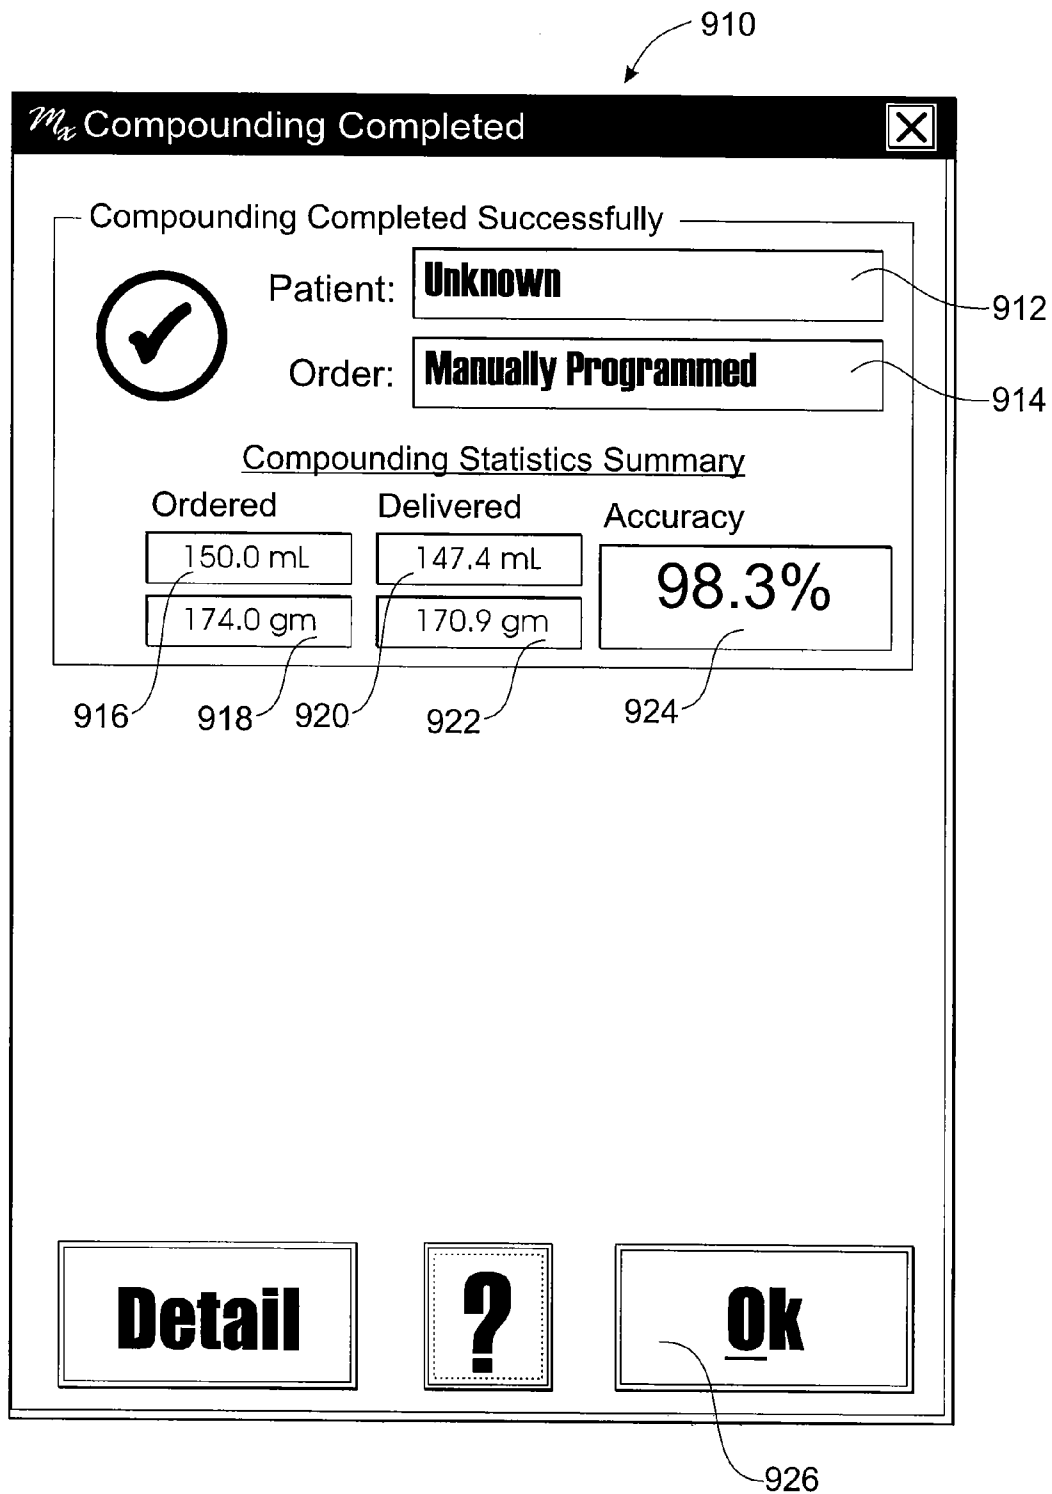 910
Mx Compounding Completed
Compounding Completed Successfully
Patient: Unknown
912
Order: Manually Programmed
914
Compounding Statistics Summary
Ordered Delivered Accuracy
150.0 mL 147.4 mL 98.3%
174.0 gm 170.9 gm
916 918 920 922 924
Detail ? Ok
926